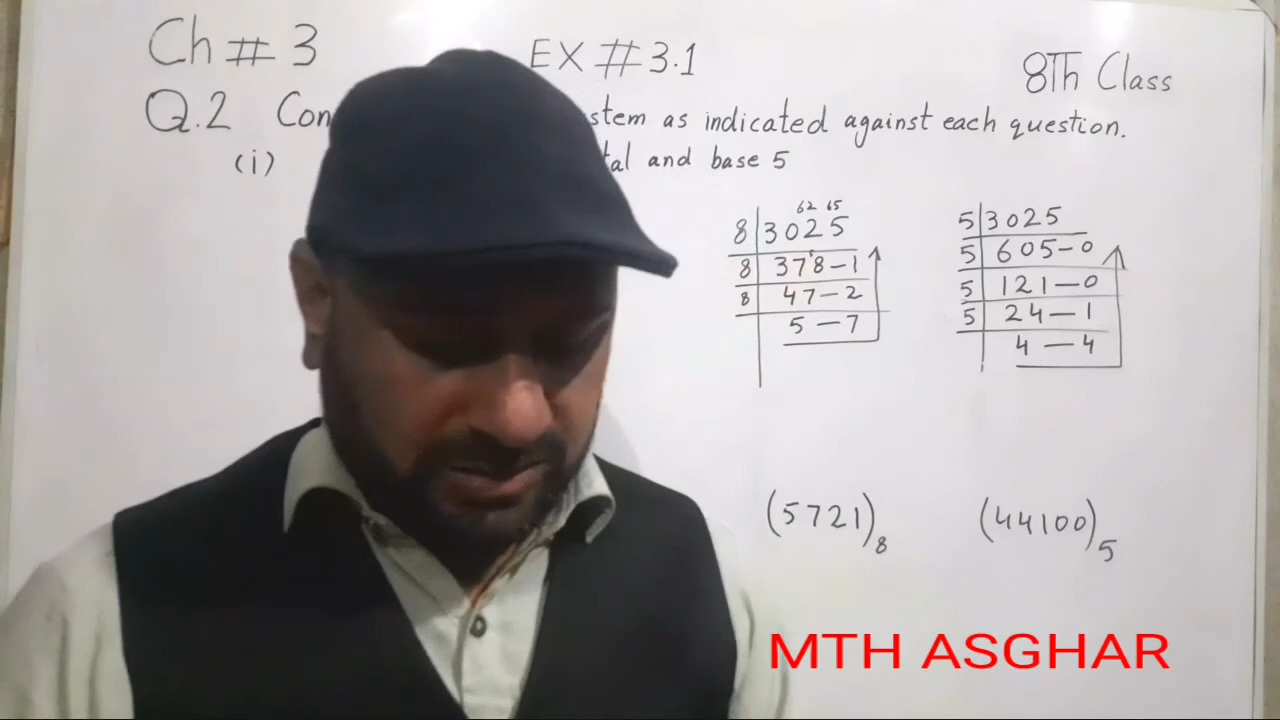 Ch # 3
EX # 3.1
8Th Class
Q.2 Con stem as indicated against each question.
(i) tal and base 5
62 65
8 3025
8 378-1
8 47-2
5-7
5 3025
5 605-0
5 121-0
5 24-1
4-4
(5721)8
(44100)5
MTH ASGHAR